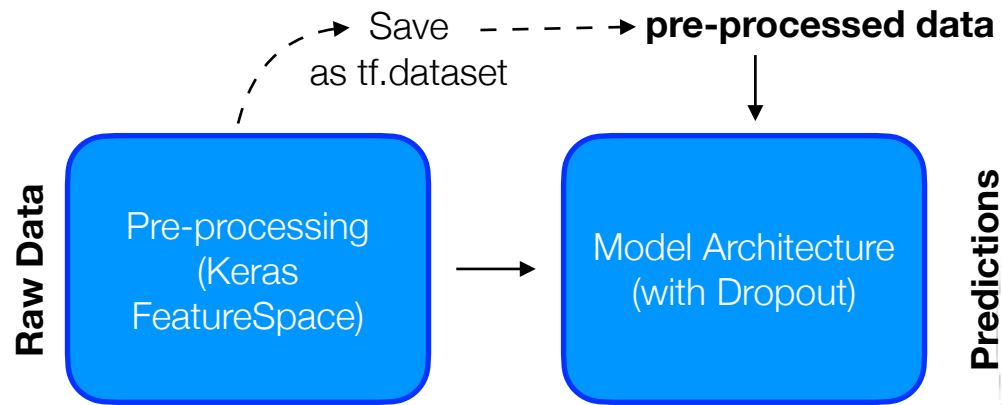 Save
as tf.dataset
pre-processed data
Raw Data
Pre-processing
(Keras
FeatureSpace)
Model Architecture
(with Dropout)
Predictions